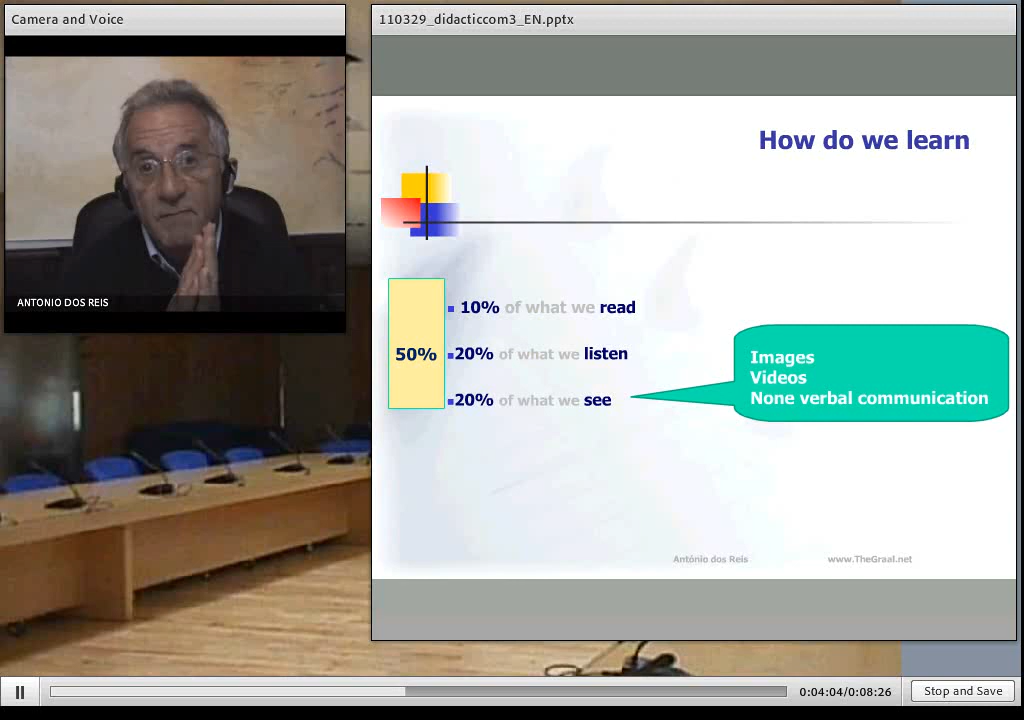 Camera and Voice
ANTONIO DOS REIS
110329_didacticcom3_EN.pptx
How do we learn
50%
10% of what we read
20% of what we listen
20% of what we see
Images
Videos
None verbal communication
António dos Reis
www.TheGraal.net
0:04:04/0:08:26
Stop and Save